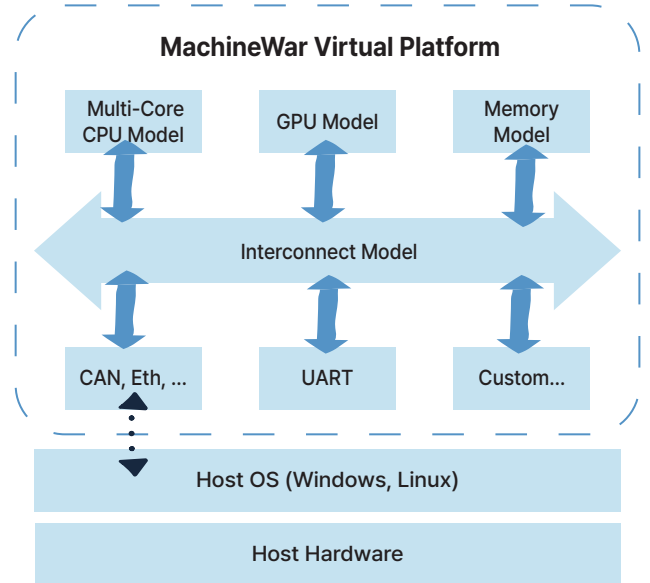 MachineWar Virtual Platform
Multi-Core
CPU Model
GPU Model
Memory
Model
Interconnect Model
CAN, Eth, ...
UART
Custom...
Host OS (Windows, Linux)
Host Hardware